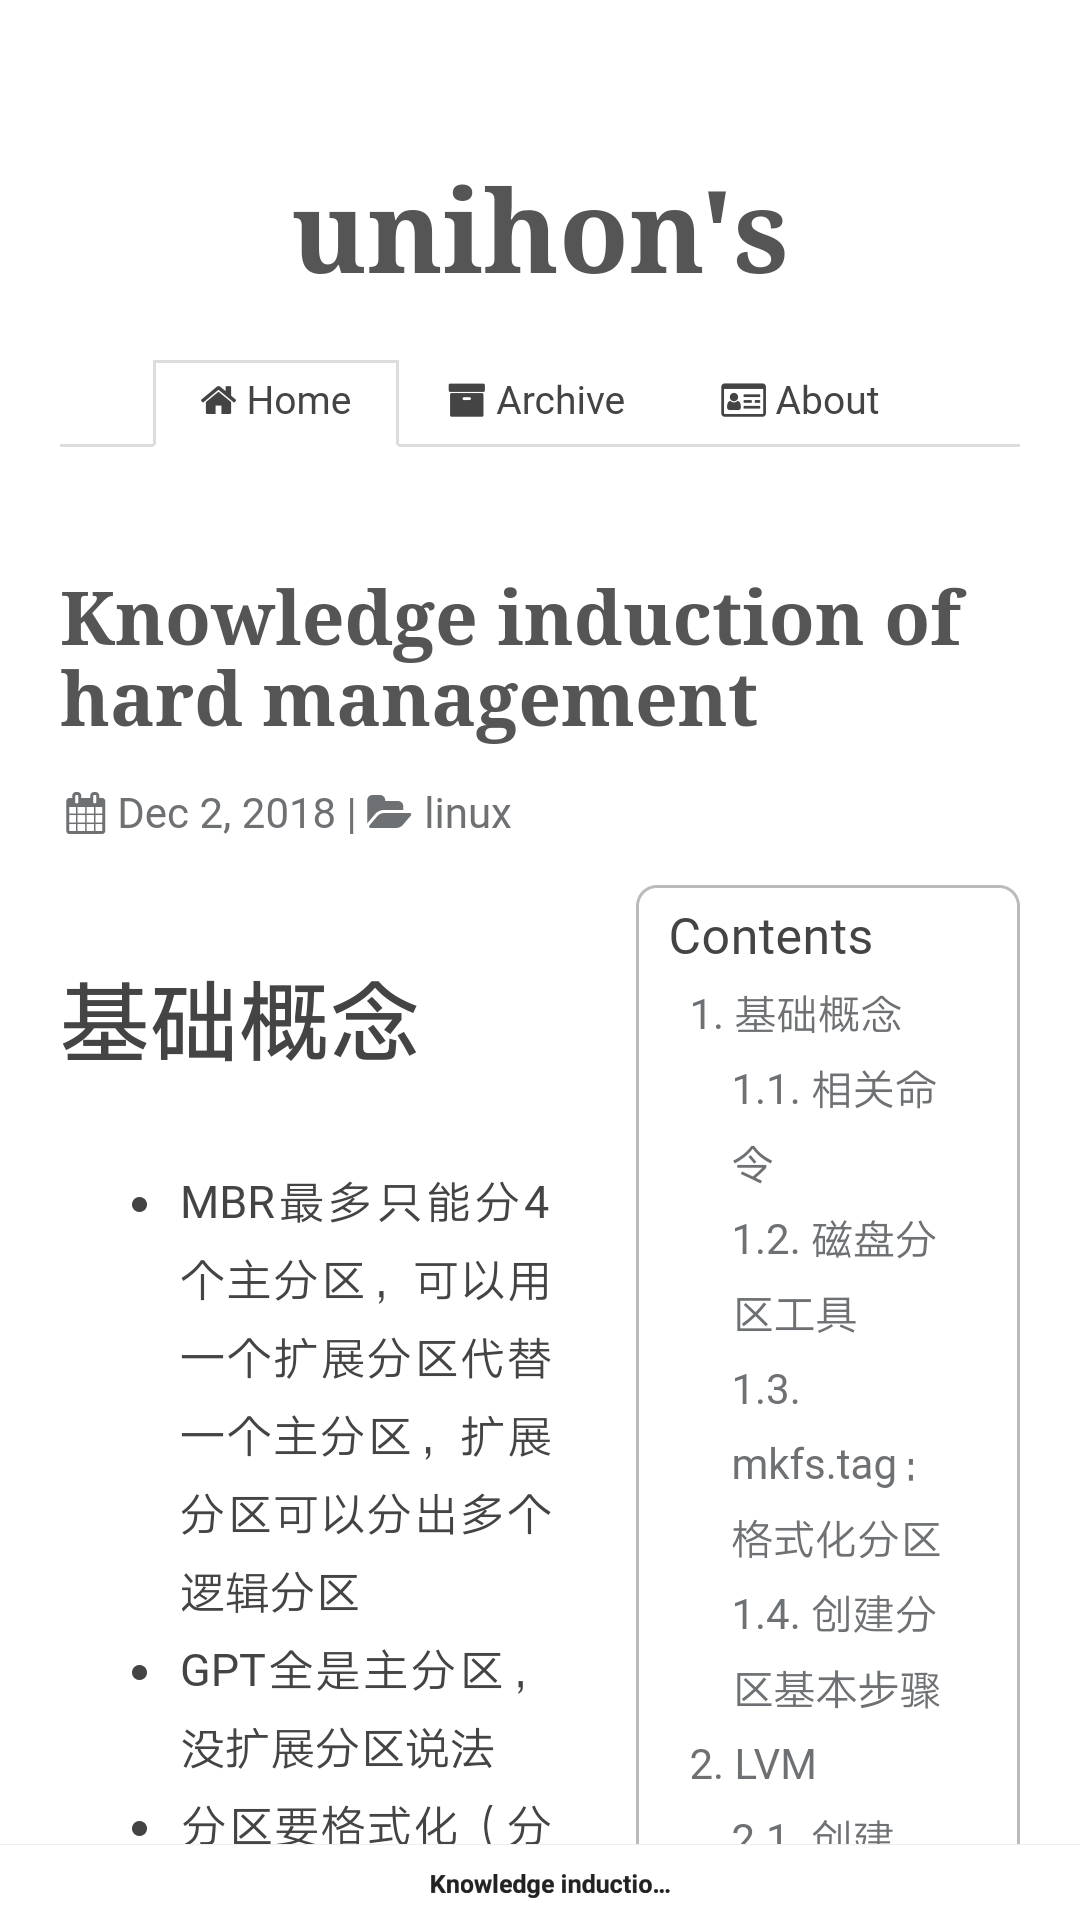 unihon's
Home
Archive
About
Knowledge induction of
hard management
Dec 2, 2018 | linux
基础概念
MBR最多只能分4
个主分区，可以用
一个扩展分区代替
一个主分区，扩展
分区可以分出多个
逻辑分区
GPT全是主分区，
没扩展分区说法
分区要格式化（分
Contents
1. 基础概念
1.1. 相关命
令
1.2. 磁盘分
区工具
1.3.
mkfs.tag：
格式化分区
1.4. 创建分
区基本步骤
2. LVM
2.1. 创建
Knowledge inductio…